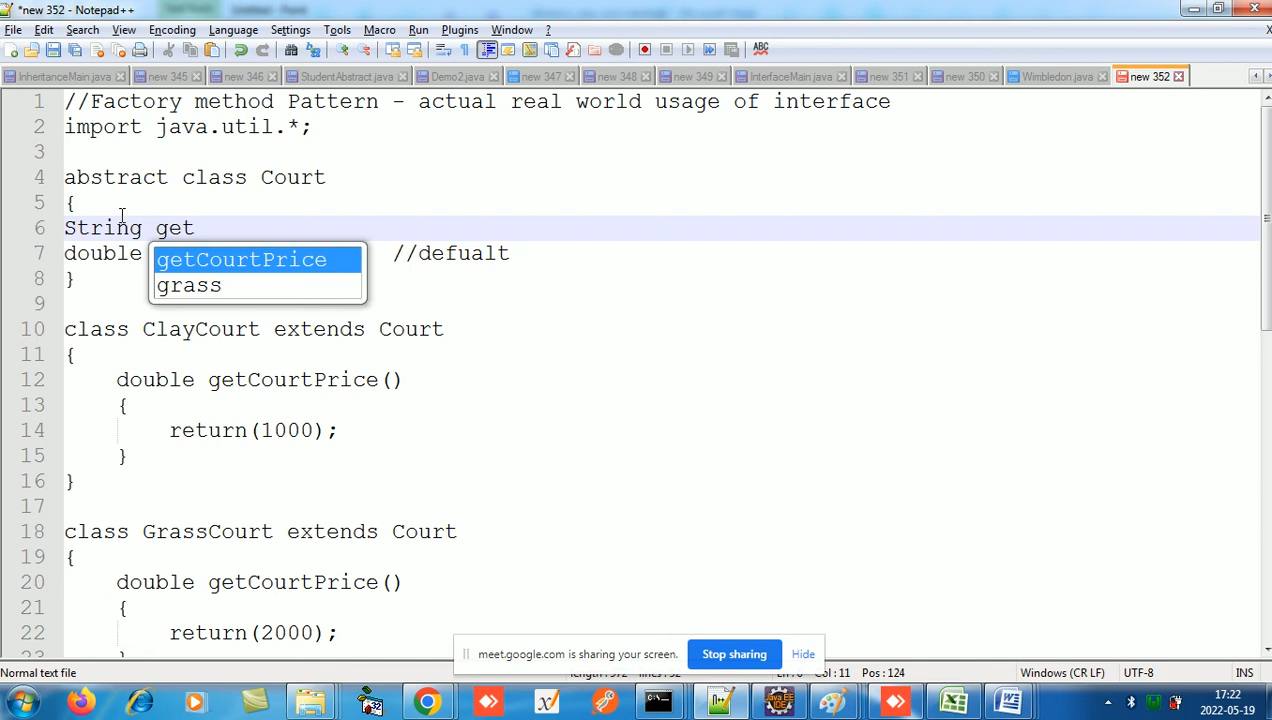 *new 352 - Notepad++
File Edit Search View Encoding Language Settings Tools Macro Run Plugins Window ?
InheritanceMain.java new 345 new 346 StudentAbstract.java Demo2.java new 347 new 348 new 349 InterfaceMain.java new 351 new 350 Wimbledon.java new 352
1 //Factory method Pattern - actual real world usage of interface
2 import java.util.*;
3
4 abstract class Court
5 {
6 String get
7 double //defualt
getCourtPrice
8 }
grass
9
10 class ClayCourt extends Court
11 {
12 double getCourtPrice()
13 {
14 return(1000);
15 }
16 }
17
18 class GrassCourt extends Court
19 {
20 double getCourtPrice()
21 {
22 return(2000);
23 }
meet.google.com is sharing your screen. Stop sharing Hide
Normal text file Col : 11 Pos : 124 Windows (CR LF) UTF-8 INS
17:22
2022-05-19